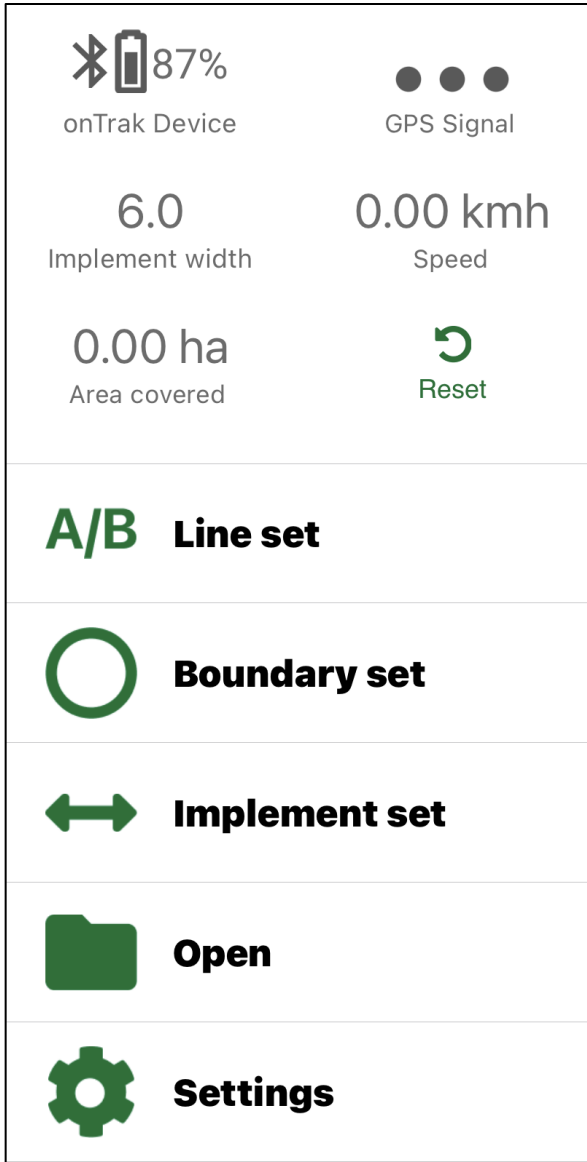 87%
onTrak Device
GPS Signal
6.0
0.00 kmh
Implement width
Speed
0.00 ha
Area covered
Reset
A/B Line set
Boundary set
Implement set
Open
Settings